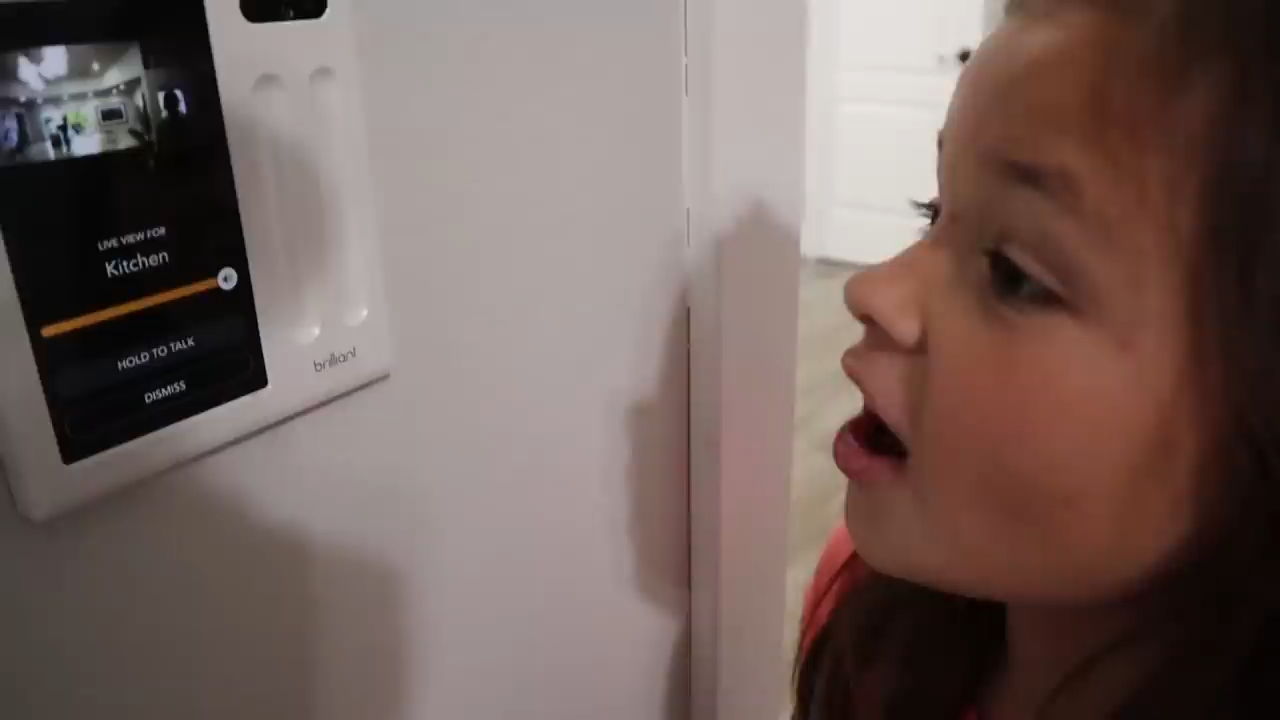 LIVE VIEW FOR
Kitchen
HOLD TO TALK
DISMISS
brilliant